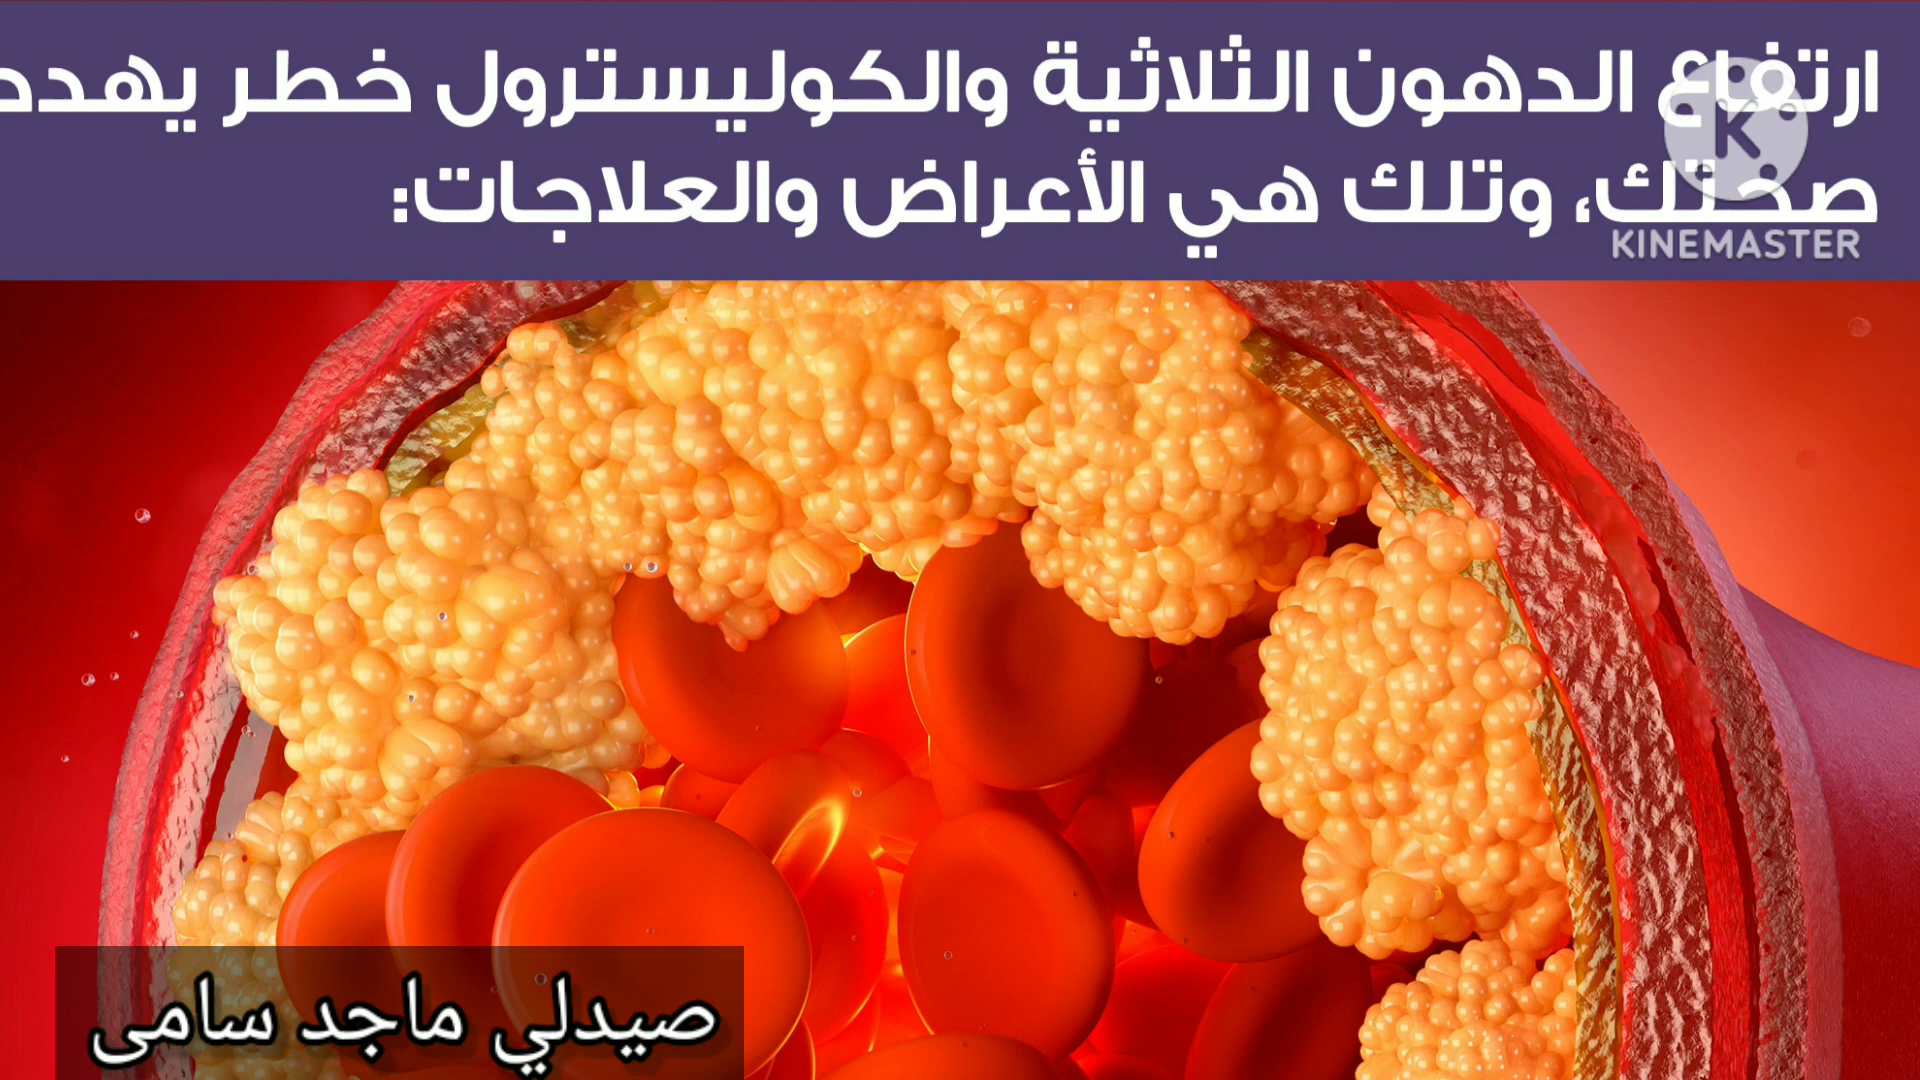 ارتفاع الدهون الثلاثية والكوليسترول خطر يهدد
صحتك، وتلك هي الأعراض والعلاجات:
K
KINEMASTER
صيدلي ماجد سامى